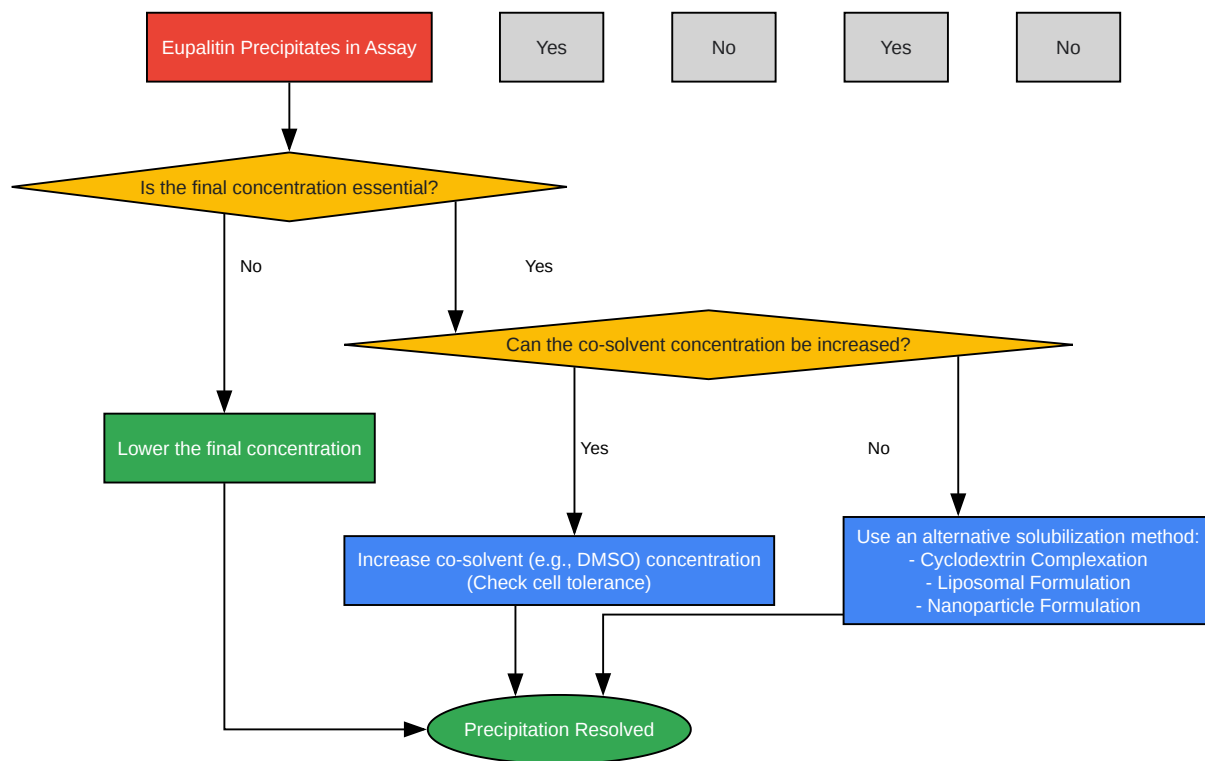 Eupalitin Precipitates in Assay
Yes
No
Yes
No
Is the final concentration essential?
No
Yes
Can the co-solvent concentration be increased?
Lower the final concentration
Yes
No
Increase co-solvent (e.g., DMSO) concentration
(Check cell tolerance)
Use an alternative solubilization method:
- Cyclodextrin Complexation
- Liposomal Formulation
- Nanoparticle Formulation
Precipitation Resolved